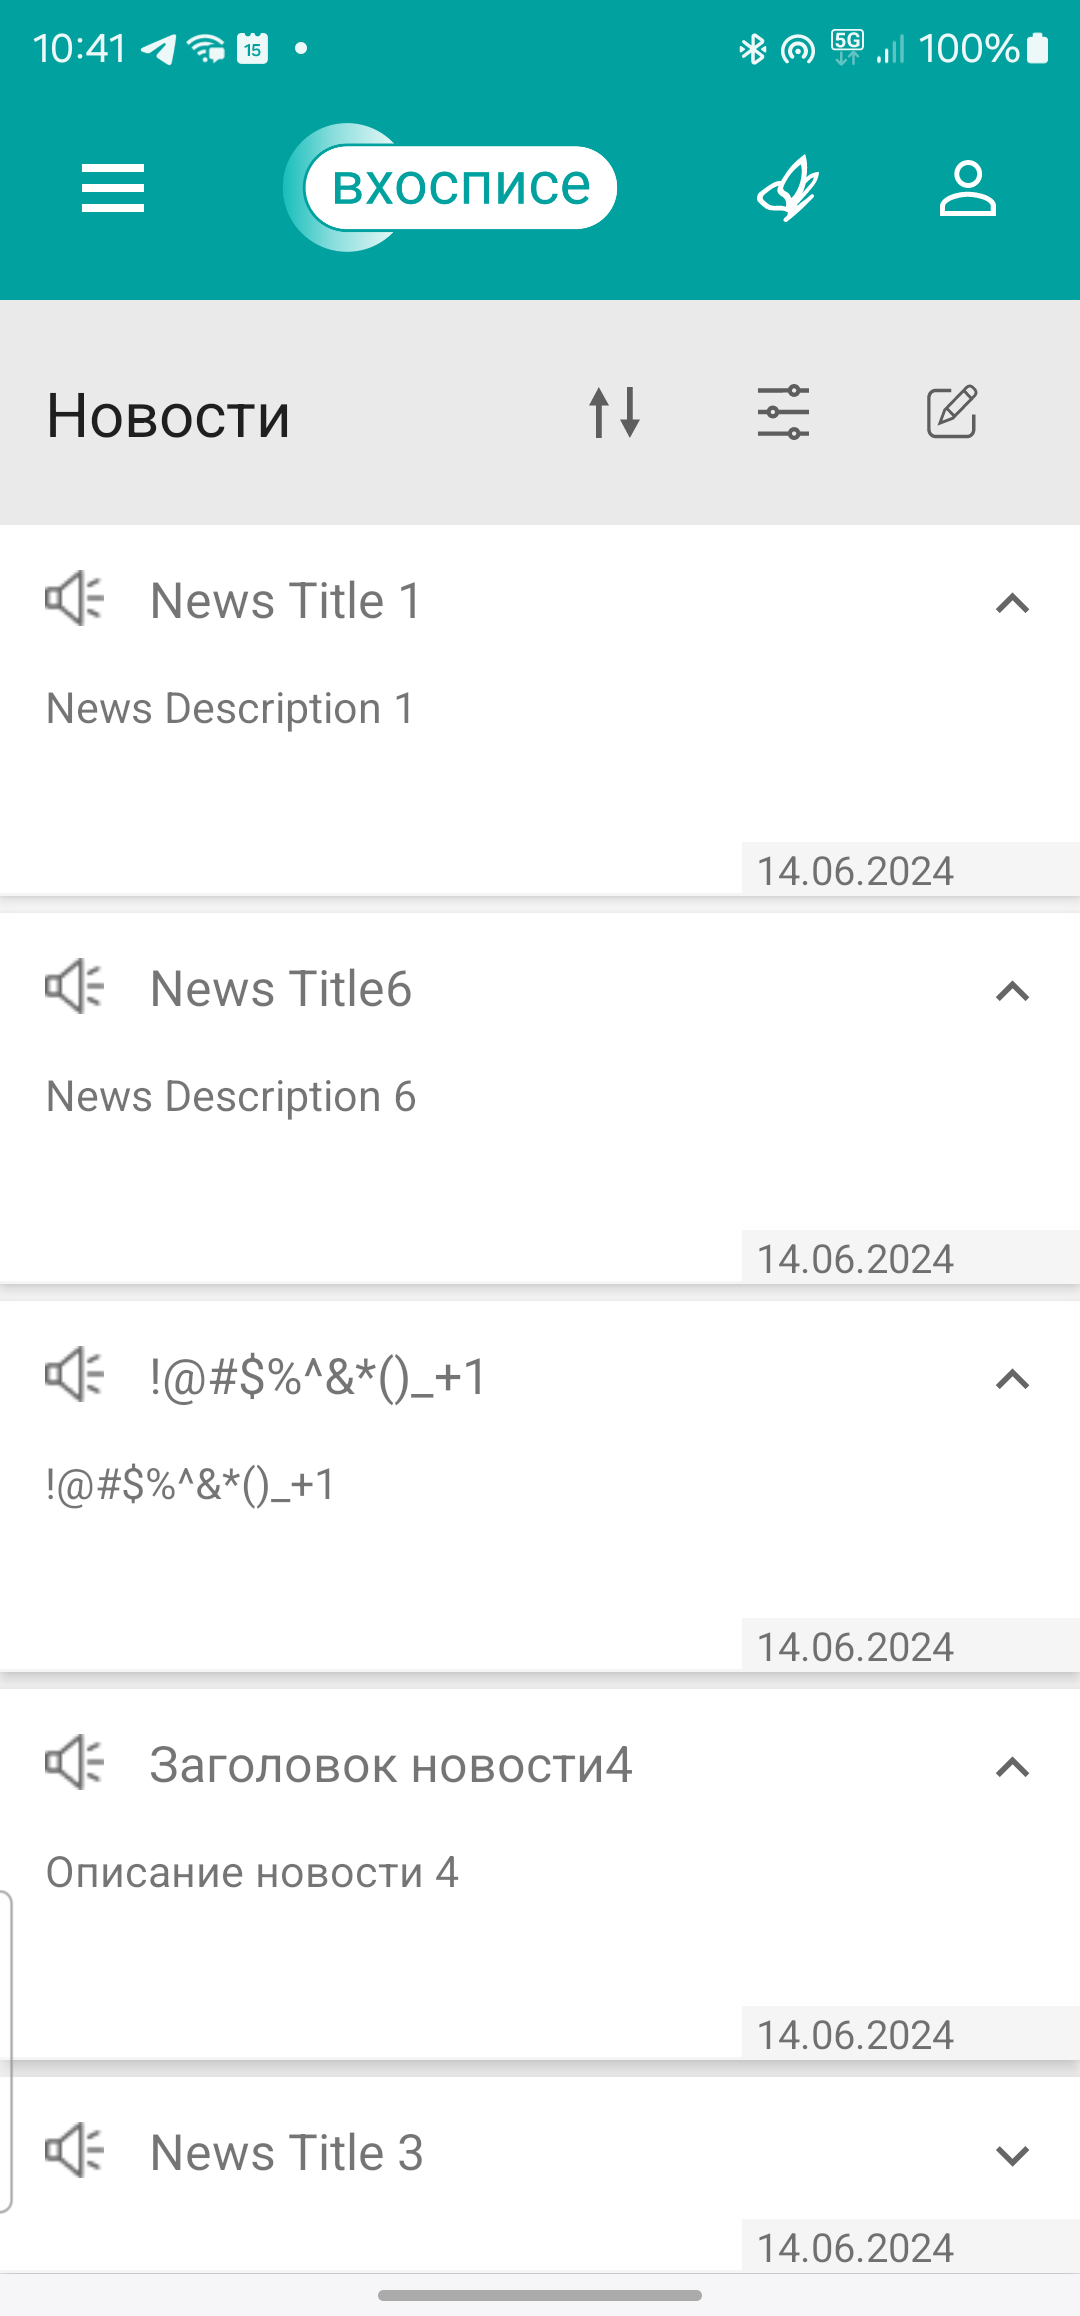 10:41 15 5G 100%
вхосписе
Новости
News Title 1
News Description 1
14.06.2024
News Title6
News Description 6
14.06.2024
!@#$%^&*()_+1
!@#$%^&*()_+1
14.06.2024
Заголовок новости4
Описание новости 4
14.06.2024
News Title 3
14.06.2024